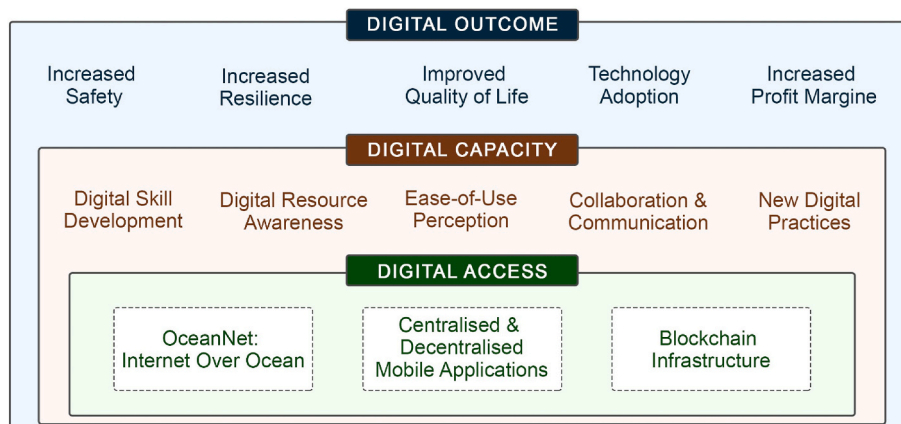 DIGITAL OUTCOME
Increased
Safety
Increased
Resilience
Improved
Quality of Life
Technology
Adoption
Increased
Profit Margine
DIGITAL CAPACITY
Digital Skill
Development
Digital Resource
Awareness
Ease-of-Use
Perception
Collaboration &
Communication
New Digital
Practices
DIGITAL ACCESS
OceanNet:
Internet Over Ocean
Centralised &
Decentralised
Mobile Applications
Blockchain
Infrastructure